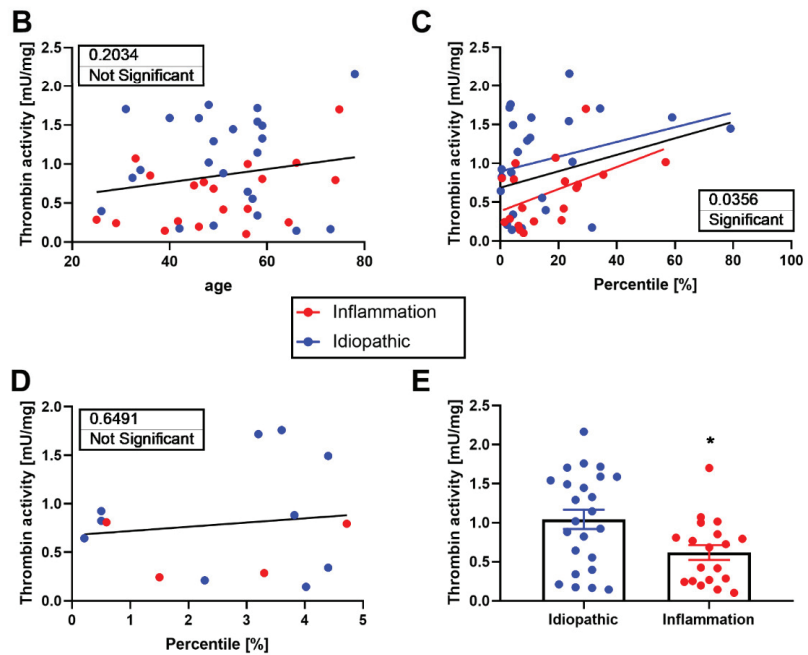 B
0.2034
Not Significant
Thrombin activity [mU/mg]
2.5
2.0
1.5
1.0
0.5
0.0
20
40
60
80
age
C
Thrombin activity [mU/mg]
2.5
2.0
1.5
1.0
0.5
0.0
0.0356
Significant
0
20
40
60
80
100
Percentile [%]
Inflammation
Idiopathic
D
0.6491
Not Significant
Thrombin activity [mU/mg]
2.0
1.5
1.0
0.5
0.0
0
1
2
3
4
5
Percentile [%]
E
Thrombin activity [mU/mg]
2.5
2.0
1.5
1.0
0.5
0.0
*
Idiopathic
Inflammation